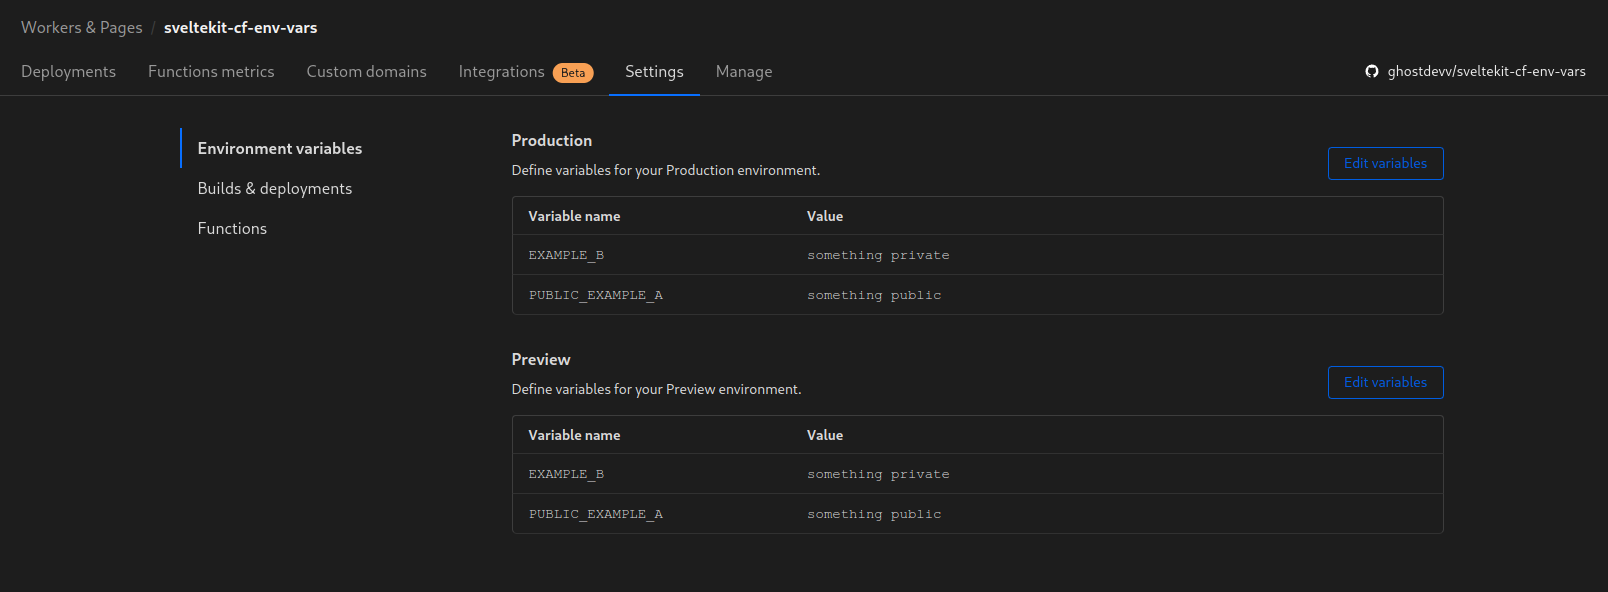 Workers & Pages / sveltekit-cf-env-vars
Deployments Functions metrics Custom domains Integrations Beta Settings Manage ghostdevv/sveltekit-cf-env-vars
Environment variables
Builds & deployments
Functions
Production
Define variables for your Production environment.
Edit variables
Variable name Value
EXAMPLE_B something private
PUBLIC_EXAMPLE_A something public
Preview
Define variables for your Preview environment.
Edit variables
Variable name Value
EXAMPLE_B something private
PUBLIC_EXAMPLE_A something public